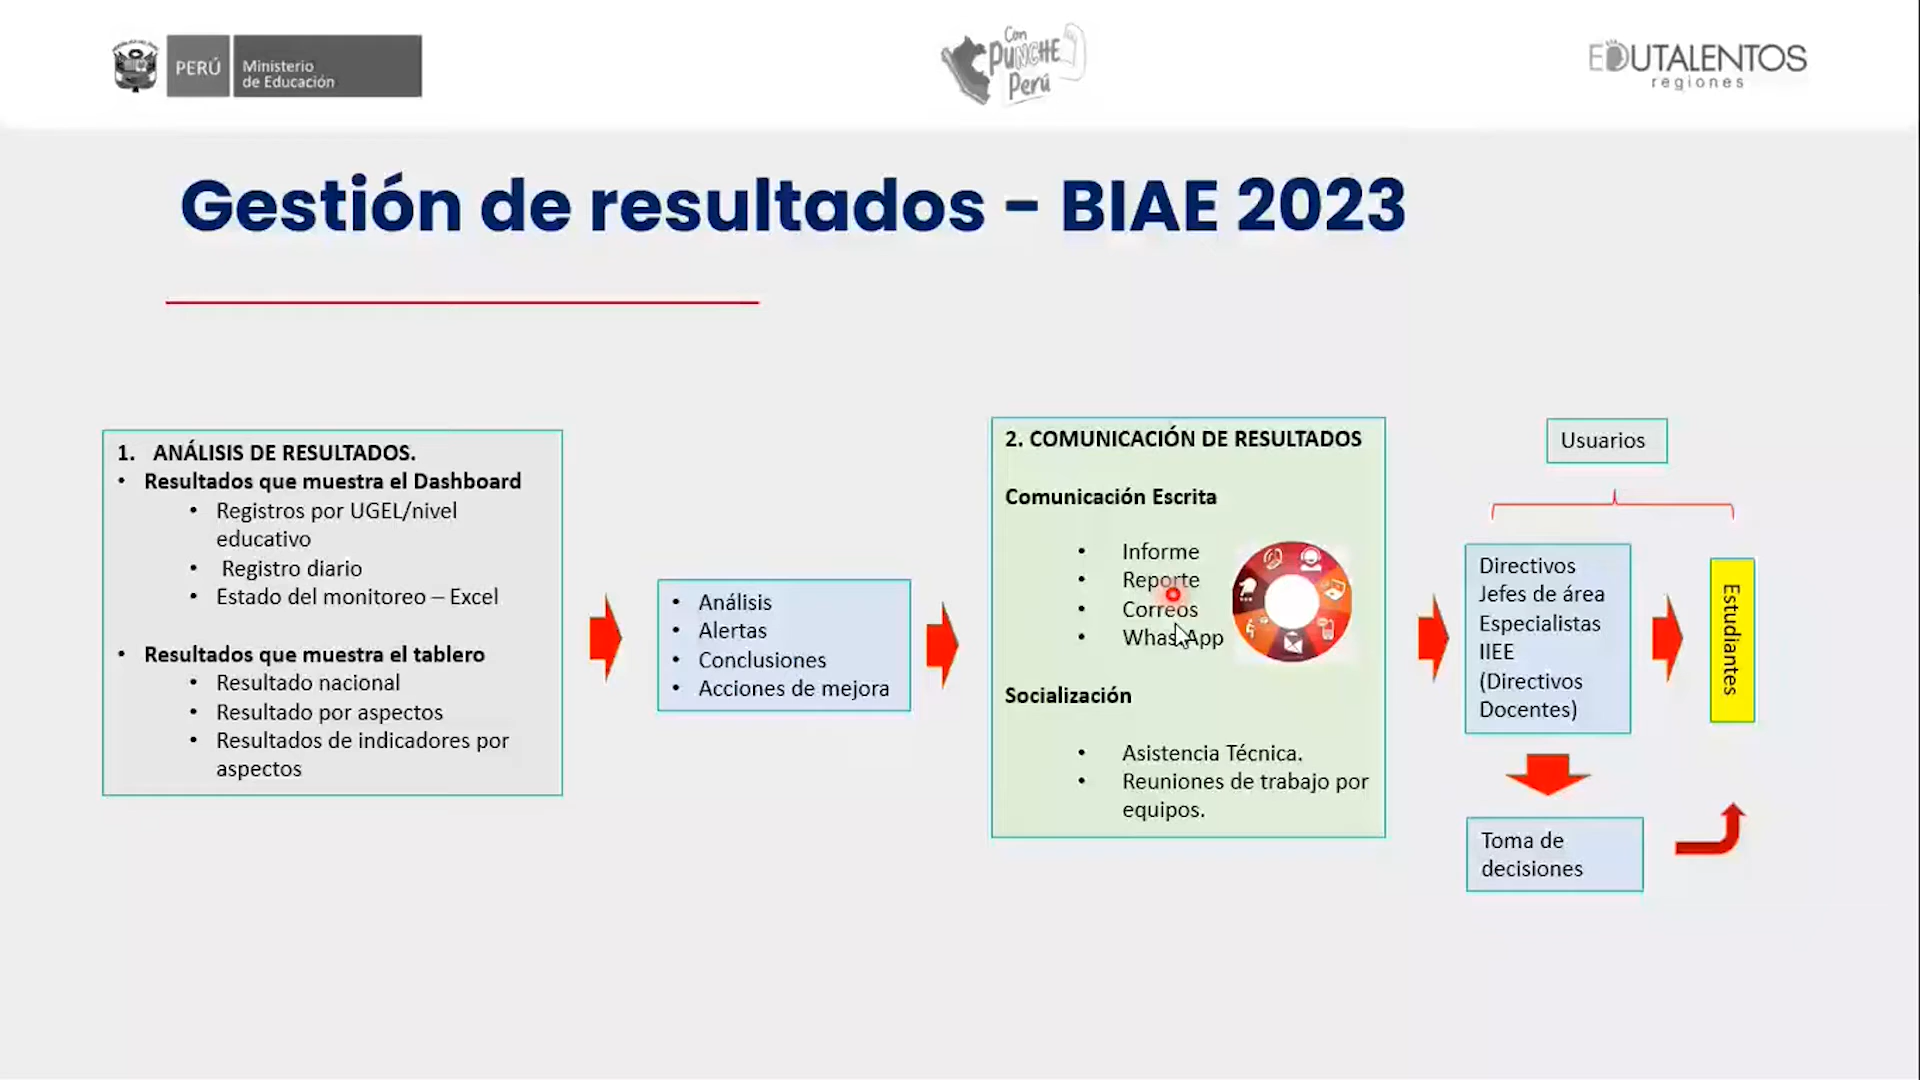 PERÚ
Ministerio
de Educación
Con
PUNCHE
Perú
EDUTALENTOS
regiones
Gestión de resultados - BIAE 2023
1. ANÁLISIS DE RESULTADOS.
• Resultados que muestra el Dashboard
• Registros por UGEL/nivel
educativo
• Registro diario
• Estado del monitoreo – Excel
• Resultados que muestra el tablero
• Resultado nacional
• Resultado por aspectos
• Resultados de indicadores por
aspectos
• Análisis
• Alertas
• Conclusiones
• Acciones de mejora
2. COMUNICACIÓN DE RESULTADOS
Comunicación Escrita
• Informe
• Reporte
• Correos
• WhasApp
Socialización
• Asistencia Técnica.
• Reuniones de trabajo por
equipos.
Usuarios
Directivos
Jefes de área
Especialistas
IIEE
(Directivos
Docentes)
Estudiantes
Toma de
decisiones